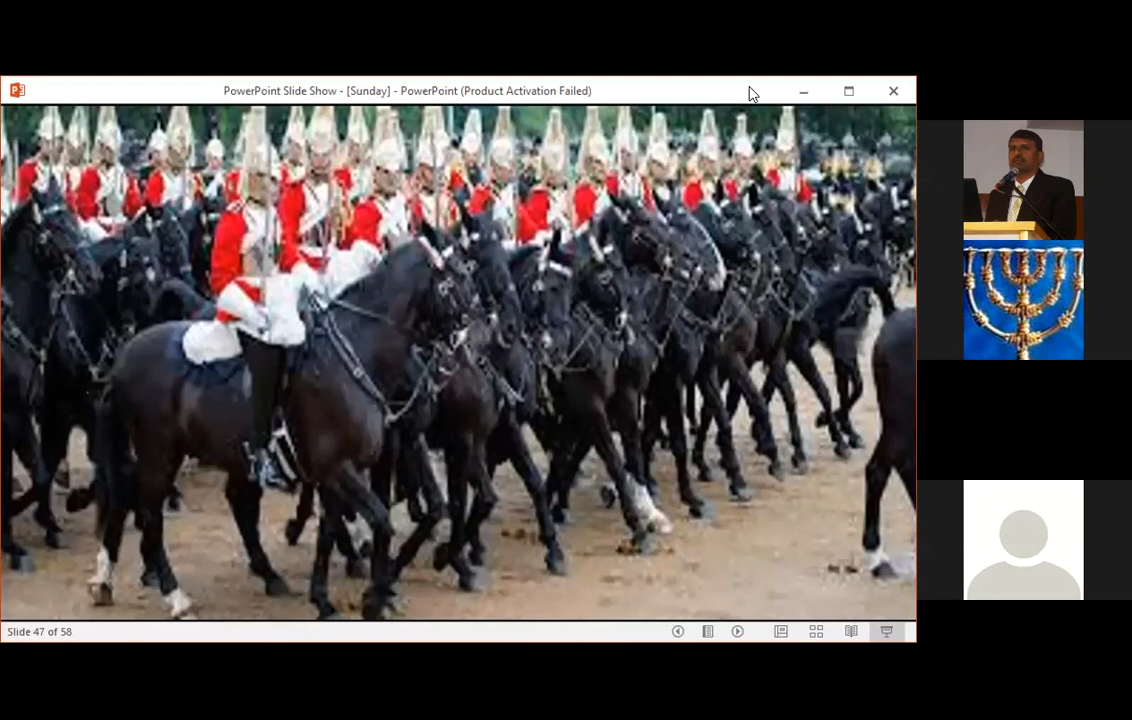 PowerPoint Slide Show - [Sunday] - PowerPoint (Product Activation Failed)
Slide 47 of 58